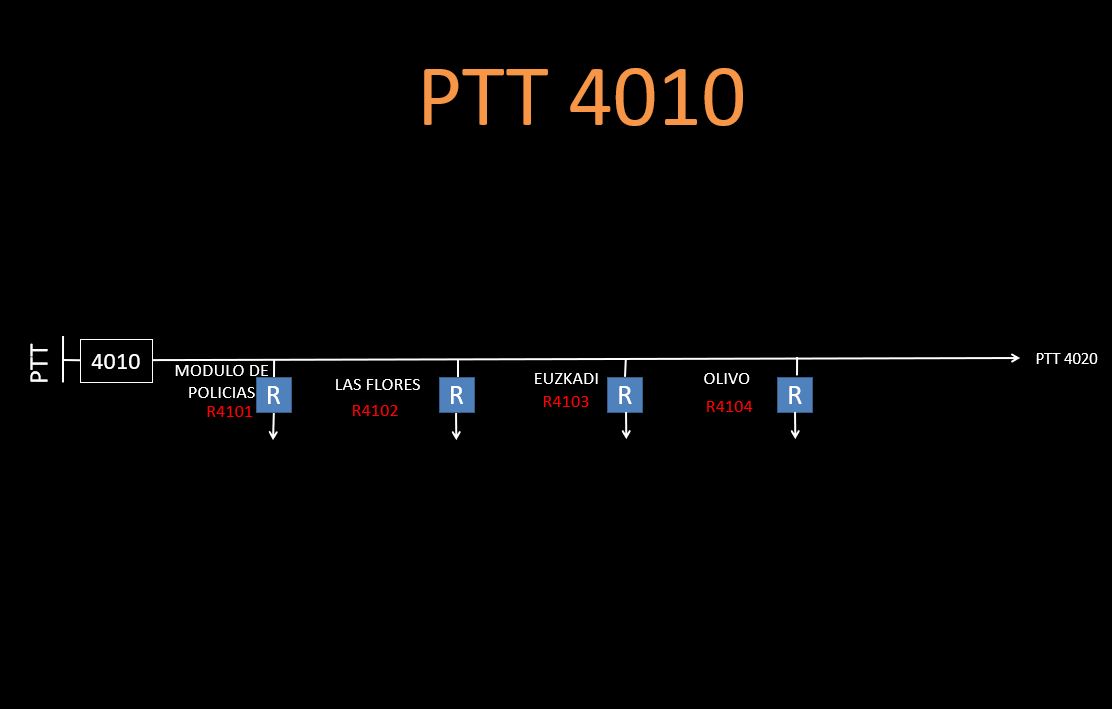 PTT 4010
PTT
4010
PTT 4020
MODULO DE
POLICIAS
R4101
R
LAS FLORES
R4102
R
EUZKADI
R4103
R
OLIVO
R4104
R